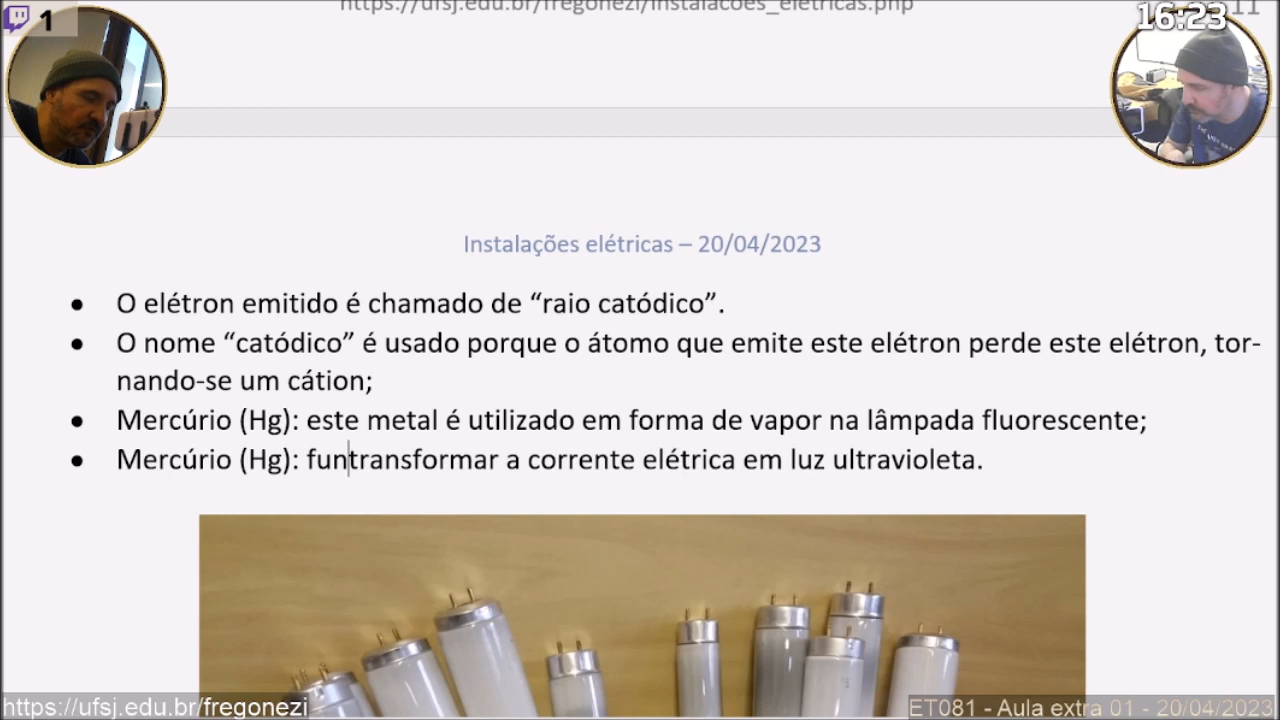 https://ufsj.edu.br/fregonezi/instalacoes_eletricas.php
1
16:23
11
Instalações elétricas – 20/04/2023
• O elétron emitido é chamado de “raio catódico”.
• O nome “catódico” é usado porque o átomo que emite este elétron perde este elétron, tor-
nando-se um cátion;
• Mercúrio (Hg): este metal é utilizado em forma de vapor na lâmpada fluorescente;
• Mercúrio (Hg): funtransformar a corrente elétrica em luz ultravioleta.
https://ufsj.edu.br/fregonezi
ET081 - Aula extra 01 - 20/04/2023